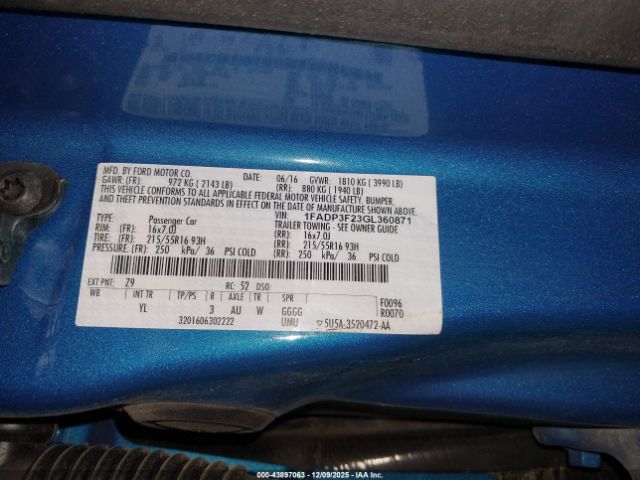 MFD. BY FORD MOTOR CO.
06/16 GVWR: 1810 KG ( 3990 LB)
GAWR: (FR): 972 KG ( 2143 LB) (RR): 880 KG ( 1940 LB)
THIS VEHICLE CONFORMS TO ALL APPLICABLE FEDERAL MOTOR VEHICLE SAFETY, BUMPER,
AND THEFT PREVENTION STANDARDS IN EFFECT ON THE DATE OF MANUFACTURE SHOWN ABOVE.
VIN: 1FADP3F23GL360871
TYPE: Passenger Car TRAILER TOWING - SEE OWNER GUIDE
RIM: (FR): 16x7.0J (RR): 16x7.0J
TIRE: (FR): 215/55R16 93H (RR): 215/55R16 93H
PRESSURE: (FR): 250 kPa/ 36 PSI COLD (RR): 250 kPa/ 36 PSI COLD
EXT PNT: Z9 RC: 52 DSO:
WB INT TR TP/PS R AXLE TR SPR F0096
YL 3 AU W GGGG R0070
3201606302222 UMU ▽5U5A-3520472-AA
000-43897063 - 12/09/2025 - IAA Inc.